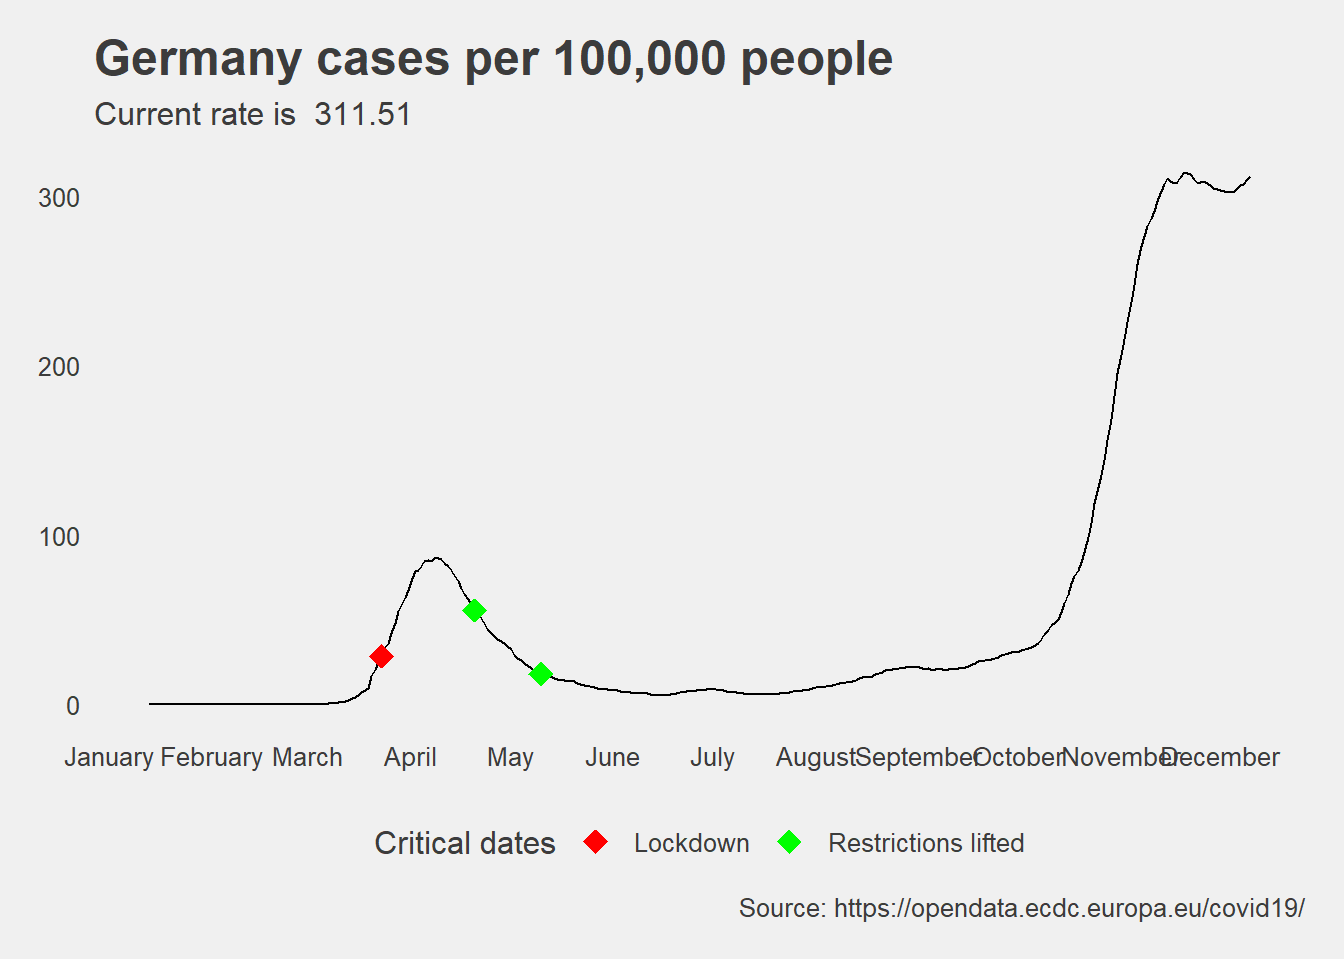 Germany cases per 100,000 people
Current rate is  311.51
300
200
100
0
January February March April May June July August September October November December
Critical dates Lockdown Restrictions lifted
Source: https://opendata.ecdc.europa.eu/covid19/